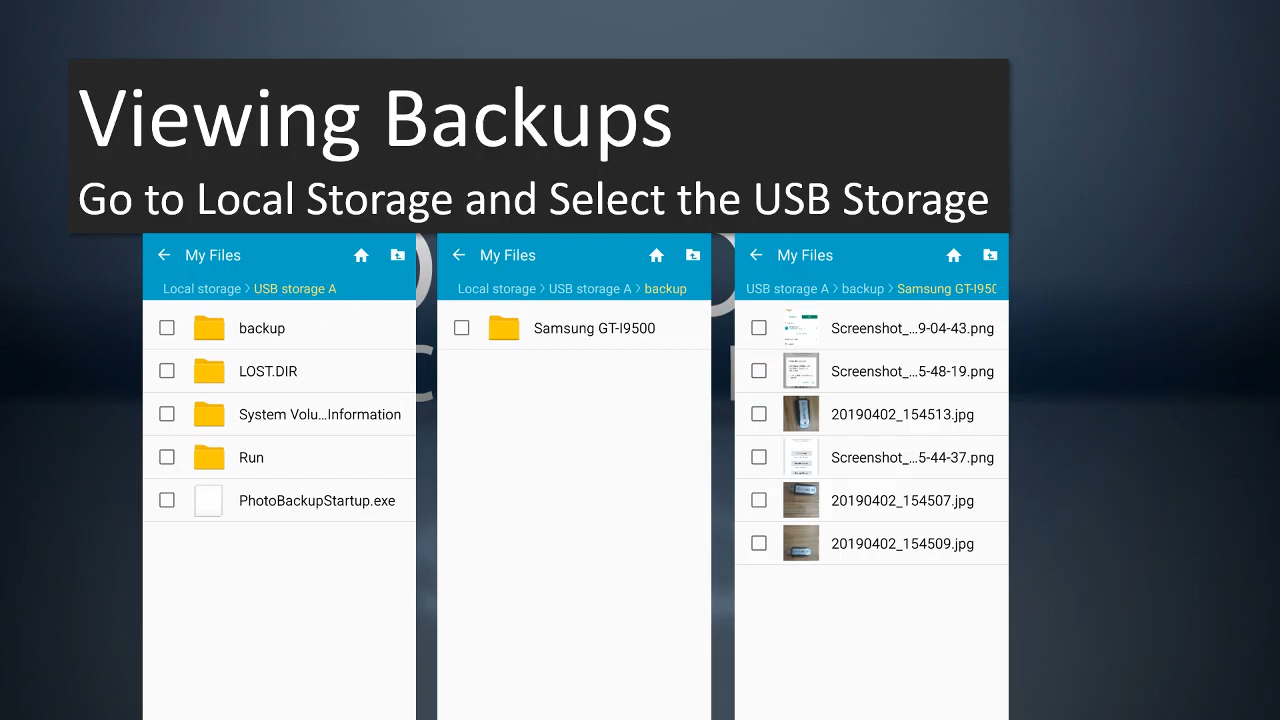 Viewing Backups
Go to Local Storage and Select the USB Storage
My Files
Local storage > USB storage A
backup
LOST.DIR
System Volu...Information
Run
PhotoBackupStartup.exe
My Files
Local storage > USB storage A > backup
Samsung GT-I9500
My Files
USB storage A > backup > Samsung GT-I950
Screenshot_...9-04-43.png
Screenshot_...5-48-19.png
20190402_154513.jpg
Screenshot_...5-44-37.png
20190402_154507.jpg
20190402_154509.jpg